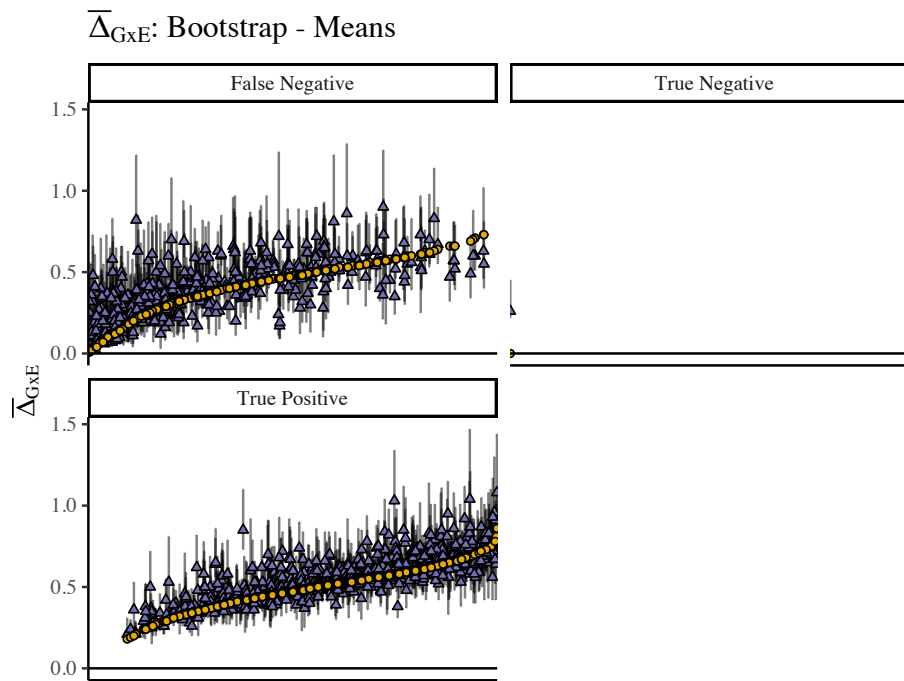 Δ̅GxE: Bootstrap - Means
False Negative
True Negative
1.5
1.0
0.5
0.0
Δ̅GxE
True Positive
1.5
1.0
0.5
0.0